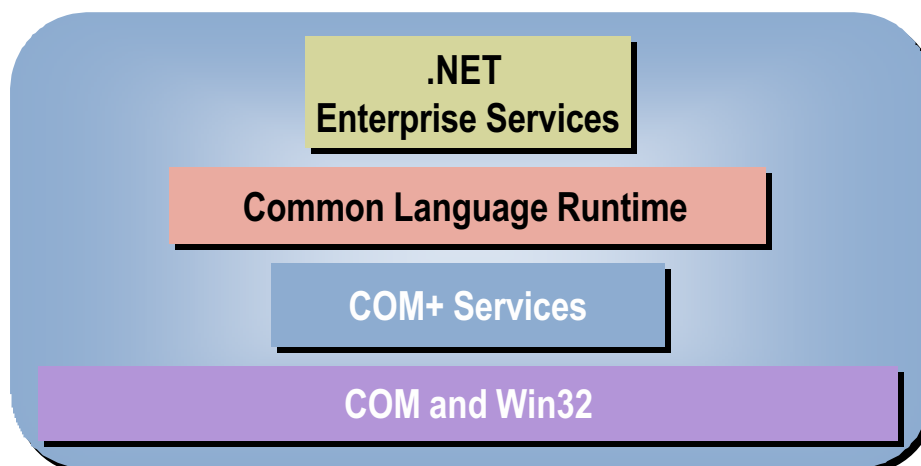 .NET
Enterprise Services
Common Language Runtime
COM+ Services
COM and Win32